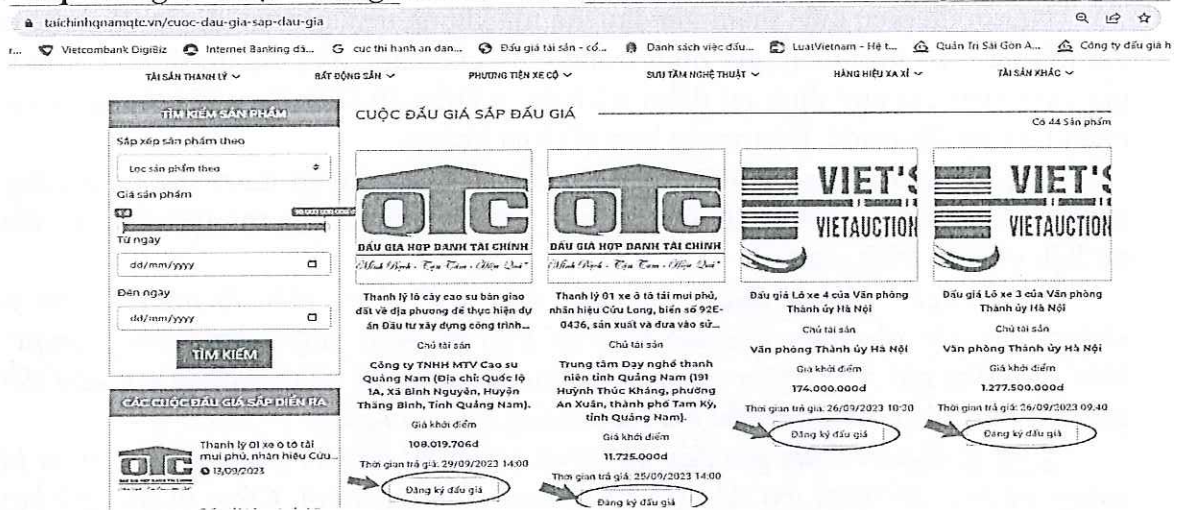 taichinhqnamqtc.vn/cuoc-dau-gia-sap-dau-gia
Vietcombank DigiBiz Internet Banking dà... cuc thi hanh an dan... Đấu giá tài sản - cổ... Danh sách việc đấu... LuatVietnam - Hệ t... Quán Tri Sài Gòn A... Công ty đấu giá h
TÀI SẢN THANH LÝ BẤT ĐỘNG SẢN PHƯƠNG TIỆN XE CỘ SƯU TẦM NGHỆ THUẬT HÀNG HIỆU XA XỈ TÀI SẢN KHÁC
TÌM KIẾM SẢN PHẨM
Sắp xếp sản phẩm theo
Lọc sản phẩm theo
Giá sản phẩm
Từ ngày
dd/mm/yyyy
Đến ngày
dd/mm/yyyy
TÌM KIẾM
CÁC CUỘC ĐẤU GIÁ SẮP DIỄN RA
Thanh lý 01 xe ô tô tải
mui phủ, nhãn hiệu Cửu...
13/09/2023
CUỘC ĐẤU GIÁ SẮP ĐẤU GIÁ
Có 44 Sản phẩm
QTC
ĐẤU GIÁ HỢP DANH TÀI CHÍNH
Minh Bạch - Tận Tâm - Hiệu Quả
Thanh lý lô cây cao su bàn giao
đất về địa phương để thực hiện dự
án Đầu tư xây dựng công trình...
Chủ tài sản
Công ty TNHH MTV Cao su
Quảng Nam (Địa chỉ: Quốc lộ
1A, Xã Bình Nguyên, Huyện
Thăng Bình, Tỉnh Quảng Nam).
Giá khởi điểm
108.019.706đ
Thời gian trả giá: 29/09/2023 14:00
Đăng ký đấu giá
QTC
ĐẤU GIÁ HỢP DANH TÀI CHÍNH
Minh Bạch - Tận Tâm - Hiệu Quả
Thanh lý 01 xe ô tô tải mui phủ,
nhãn hiệu Cửu Long, biển số 92E-
0436, sản xuất và đưa vào sử...
Chủ tài sản
Trung tâm Dạy nghề thanh
niên tỉnh Quảng Nam (191
Huỳnh Thúc Kháng, phường
An Xuân, thành phố Tam Kỳ,
tỉnh Quảng Nam).
Giá khởi điểm
11.725.000đ
Thời gian trả giá: 25/09/2023 14:00
Đăng ký đấu giá
VIET'S
VIETAUCTION
Đấu giá Lô xe 4 của Văn phòng
Thành ủy Hà Nội
Chủ tài sản
Văn phòng Thành ủy Hà Nội
Giá khởi điểm
174.000.000đ
Thời gian trả giá: 26/09/2023 10:30
Đăng ký đấu giá
VIET'S
VIETAUCTION
Đấu giá Lô xe 3 của Văn phòng
Thành ủy Hà Nội
Chủ tài sản
Văn phòng Thành ủy Hà Nội
Giá khởi điểm
1.277.500.000đ
Thời gian trả giá: 26/09/2023 09:40
Đăng ký đấu giá